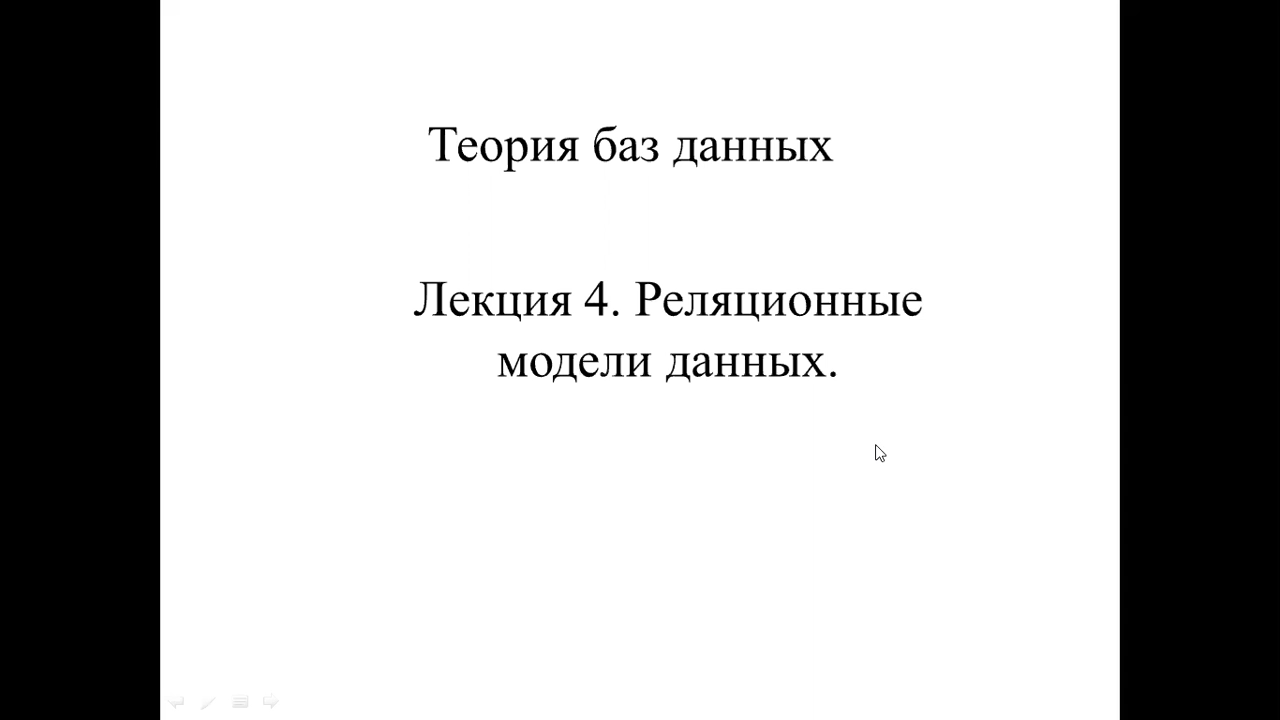 Теория баз данных
Лекция 4. Реляционные
модели данных.